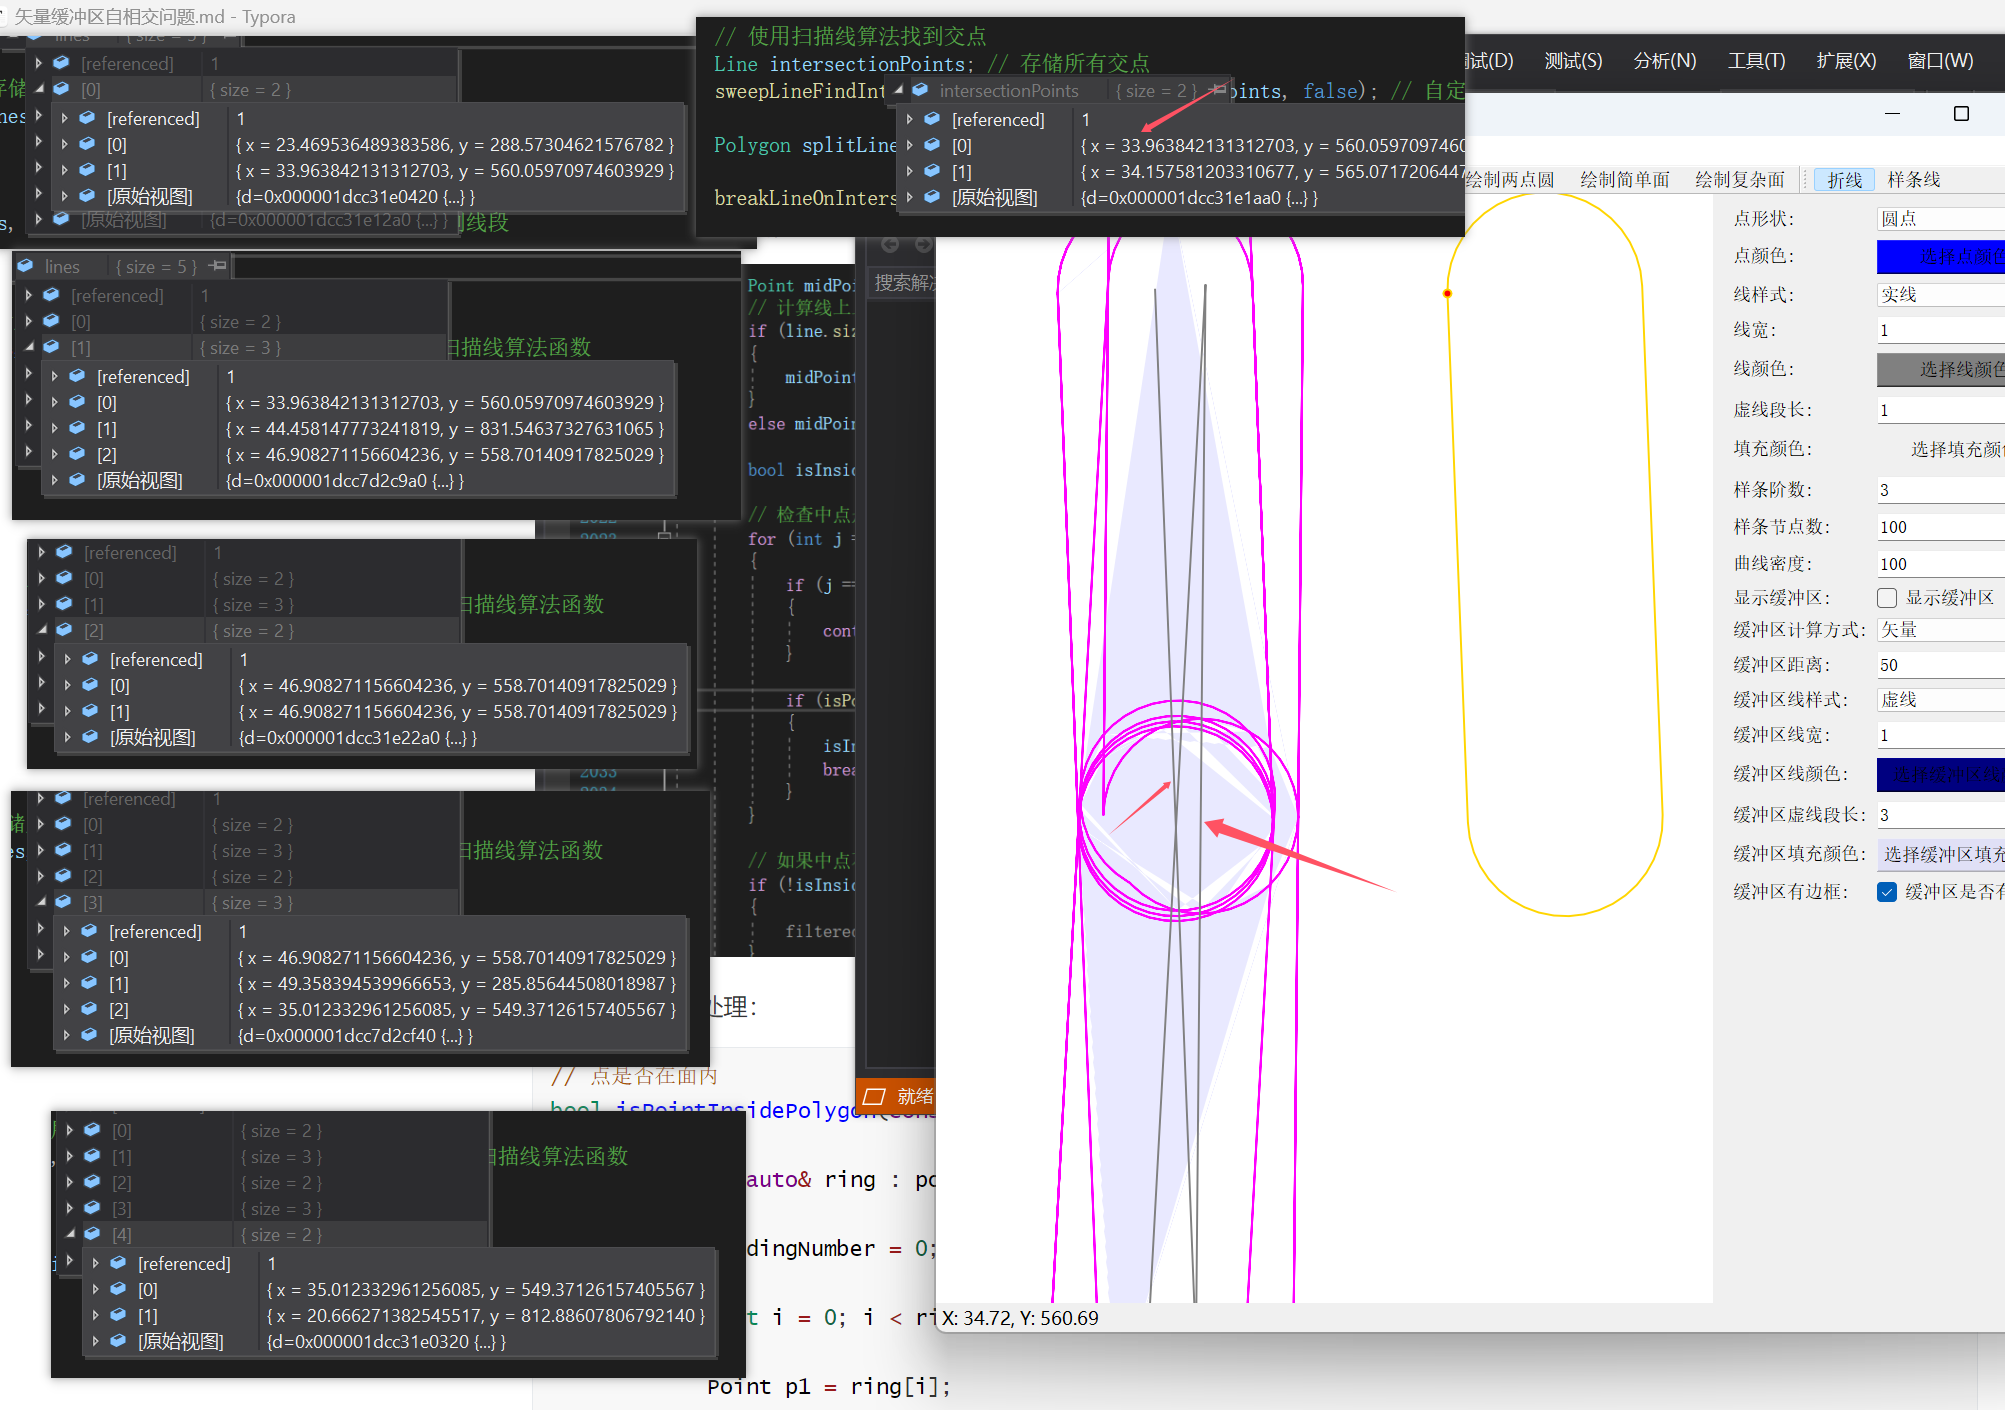 矢量缓冲区自相交问题.md - Typora
lines { size = 5 }
[referenced] 1
[0] { size = 2 }
[referenced] 1
[0] { x = 23.469536489383586, y = 288.57304621576782 }
[1] { x = 33.963842131312703, y = 560.05970974603929 }
[原始视图] {d=0x000001dcc31e0420 {...} }
[原始视图] {d=0x000001dcc31e12a0 {...} }
线段
// 使用扫描线算法找到交点
Line intersectionPoints; // 存储所有交点
sweepLineFindInt
intersectionPoints { size = 2 }
oints, false); // 自定
[referenced] 1
[0] { x = 33.963842131312703, y = 560.0597097460
[1] { x = 34.157581203310677, y = 565.0717206447
[原始视图] {d=0x000001dcc31e1aa0 {...} }
Polygon splitLine
breakLineOnInters
lines { size = 5 }
[referenced] 1
[0] { size = 2 }
[1] { size = 3 }
扫描线算法函数
[referenced] 1
[0] { x = 33.963842131312703, y = 560.05970974603929 }
[1] { x = 44.458147773241819, y = 831.54637327631065 }
[2] { x = 46.908271156604236, y = 558.70140917825029 }
[原始视图] {d=0x000001dcc7d2c9a0 {...} }
[referenced] 1
[0] { size = 2 }
[1] { size = 3 }
扫描线算法函数
[2] { size = 2 }
[referenced] 1
[0] { x = 46.908271156604236, y = 558.70140917825029 }
[1] { x = 46.908271156604236, y = 558.70140917825029 }
[原始视图] {d=0x000001dcc31e22a0 {...} }
[referenced] 1
[0] { size = 2 }
[1] { size = 3 }
扫描线算法函数
[2] { size = 2 }
[3] { size = 3 }
[referenced] 1
[0] { x = 46.908271156604236, y = 558.70140917825029 }
[1] { x = 49.358394539966653, y = 285.85644508018987 }
[2] { x = 35.012332961256085, y = 549.37126157405567 }
[原始视图] {d=0x000001dcc7d2cf40 {...} }
[0] { size = 2 }
[1] { size = 3 }
扫描线算法函数
[2] { size = 2 }
[3] { size = 3 }
[4] { size = 2 }
[referenced] 1
[0] { x = 35.012332961256085, y = 549.37126157405567 }
[1] { x = 20.666271382545517, y = 812.88607806792140 }
[原始视图] {d=0x000001dcc31e0320 {...} }
Point midPoi
// 计算线上
if (line.siz
{
midPoint
}
else midPoin
bool isInsid
// 检查中点
for (int j =
{
if (j ==
{
cont
}
if (isPo
{
isIn
brea
2033
}
}
// 如果中点
if (!isInsid
{
filtered
}
处理：
// 点是否在面内
bool isPointInsidePolygon(cons
auto& ring : po
dingNumber = 0;
t i = 0; i < ri
Point p1 = ring[i];
搜索解决
就绪
试(D) 测试(S) 分析(N) 工具(T) 扩展(X) 窗口(W)
绘制两点圆 绘制简单面 绘制复杂面 折线 样条线
点形状: 圆点
点颜色: 选择点颜色
线样式: 实线
线宽: 1
线颜色: 选择线颜色
虚线段长: 1
填充颜色: 选择填充颜色
样条阶数: 3
样条节点数: 100
曲线密度: 100
显示缓冲区: 显示缓冲区
缓冲区计算方式: 矢量
缓冲区距离: 50
缓冲区线样式: 虚线
缓冲区线宽: 1
缓冲区线颜色: 选择缓冲区线
缓冲区虚线段长: 3
缓冲区填充颜色: 选择缓冲区填充
缓冲区有边框: 缓冲区是否有
X: 34.72, Y: 560.69